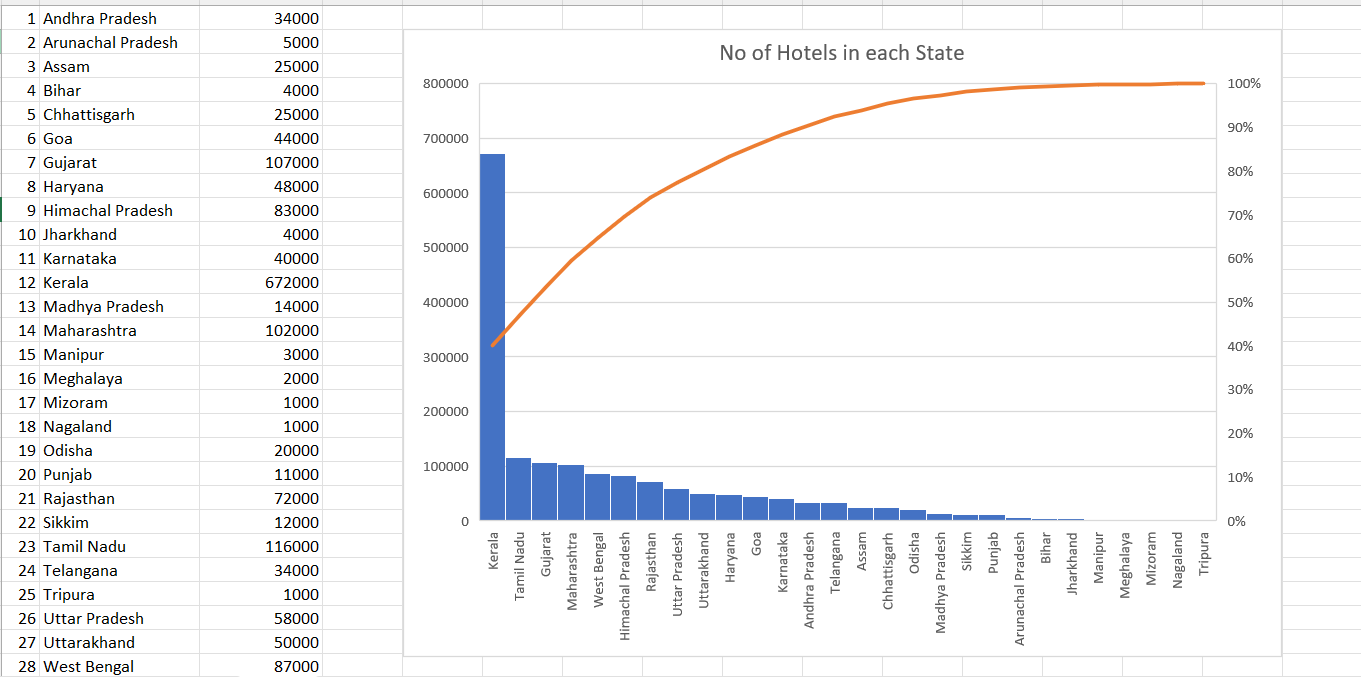 1 Andhra Pradesh 34000
2 Arunachal Pradesh 5000
3 Assam 25000
4 Bihar 4000
5 Chhattisgarh 25000
6 Goa 44000
7 Gujarat 107000
8 Haryana 48000
9 Himachal Pradesh 83000
10 Jharkhand 4000
11 Karnataka 40000
12 Kerala 672000
13 Madhya Pradesh 14000
14 Maharashtra 102000
15 Manipur 3000
16 Meghalaya 2000
17 Mizoram 1000
18 Nagaland 1000
19 Odisha 20000
20 Punjab 11000
21 Rajasthan 72000
22 Sikkim 12000
23 Tamil Nadu 116000
24 Telangana 34000
25 Tripura 1000
26 Uttar Pradesh 58000
27 Uttarakhand 50000
28 West Bengal 87000
No of Hotels in each State
800000
700000
600000
500000
400000
300000
200000
100000
0
100%
90%
80%
70%
60%
50%
40%
30%
20%
10%
0%
Kerala
Tamil Nadu
Gujarat
Maharashtra
West Bengal
Himachal Pradesh
Rajasthan
Uttar Pradesh
Uttarakhand
Haryana
Goa
Karnataka
Andhra Pradesh
Telangana
Assam
Chhattisgarh
Odisha
Madhya Pradesh
Sikkim
Punjab
Arunachal Pradesh
Bihar
Jharkhand
Manipur
Meghalaya
Mizoram
Nagaland
Tripura